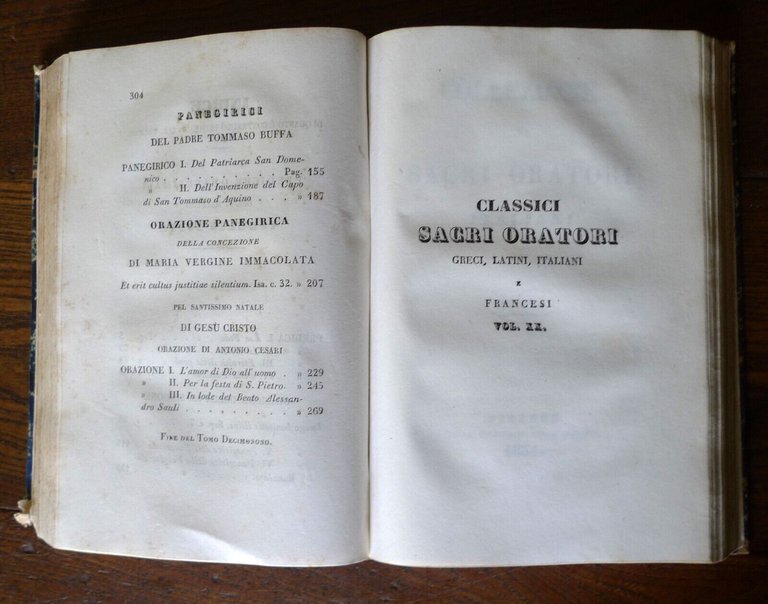 304
PANEGIRICI
DEL PADRE TOMMASO BUFFA
PANEGIRICO I. Del Patriarca San Dome-
nico . . . . . . . . . . . Pag. 155
» II. Dell'Invenzione del Capo
di San Tommaso d'Aquino . . . . » 187
ORAZIONE PANEGIRICA
DELLA CONCEZIONE
DI MARIA VERGINE IMMACOLATA
Et erit cultus justitiae silentium. Isa. c. 32. » 207
PEL SANTISSIMO NATALE
DI GESÙ CRISTO
ORAZIONE DI ANTONIO CESARI
ORAZIONE I. L'amor di Dio all'uomo . » 229
» II. Per la festa di S. Pietro . » 245
» III. In lode del Beato Alessan-
dro Sauli . . . . . . . . . » 269
FINE DEL TOMO DECIMONONO.
CLASSICI
SACRI ORATORI
GRECI, LATINI, ITALIANI
E
FRANCESI
VOL. XX.